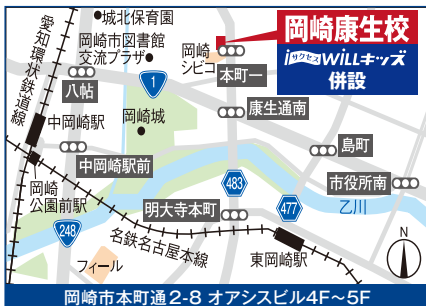 城北保育園
岡崎市図書館
交流プラザ
岡崎
シビコ
岡崎康生校
iサクセスWiLLキッズ
併設
愛知環状鉄道線
八帖
1
本町一
岡崎城
康生通南
中岡崎駅
中岡崎駅前
島町
岡崎
公園前駅
483
市役所南
明大寺本町
477
乙川
248
名鉄名古屋本線
フィール
東岡崎駅
N
岡崎市本町通2-8 オアシスビル4F〜5F